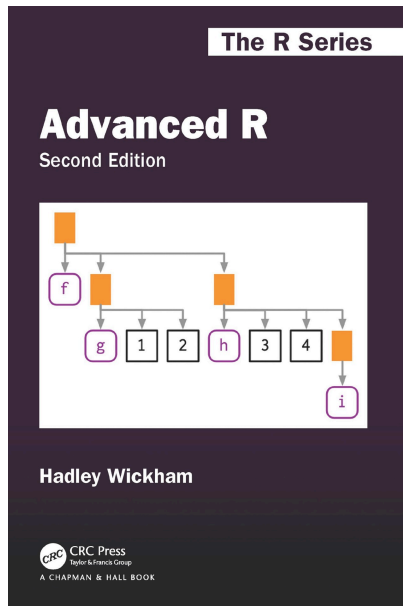 The R Series
Advanced R
Second Edition
f
g 1 2 h 3 4
i
Hadley Wickham
CRC
CRC Press
Taylor & Francis Group
A CHAPMAN & HALL BOOK